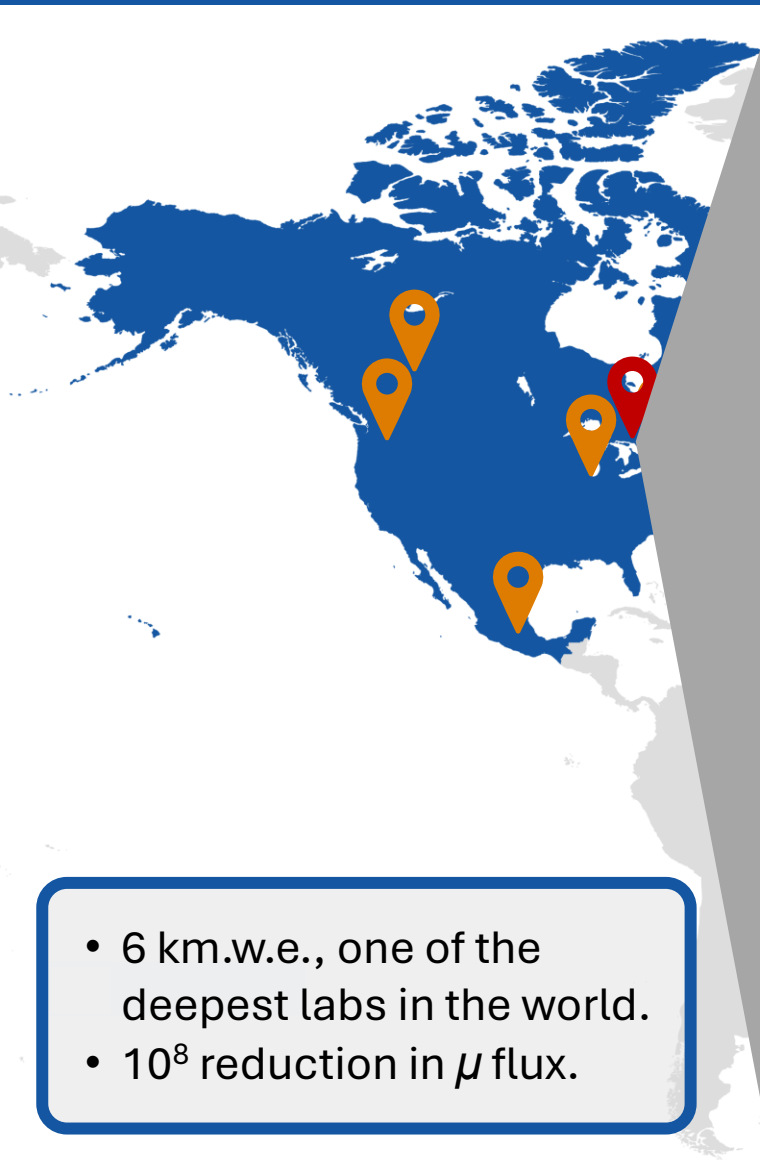 • 6 km.w.e., one of the
deepest labs in the world.
• 10⁸ reduction in μ flux.